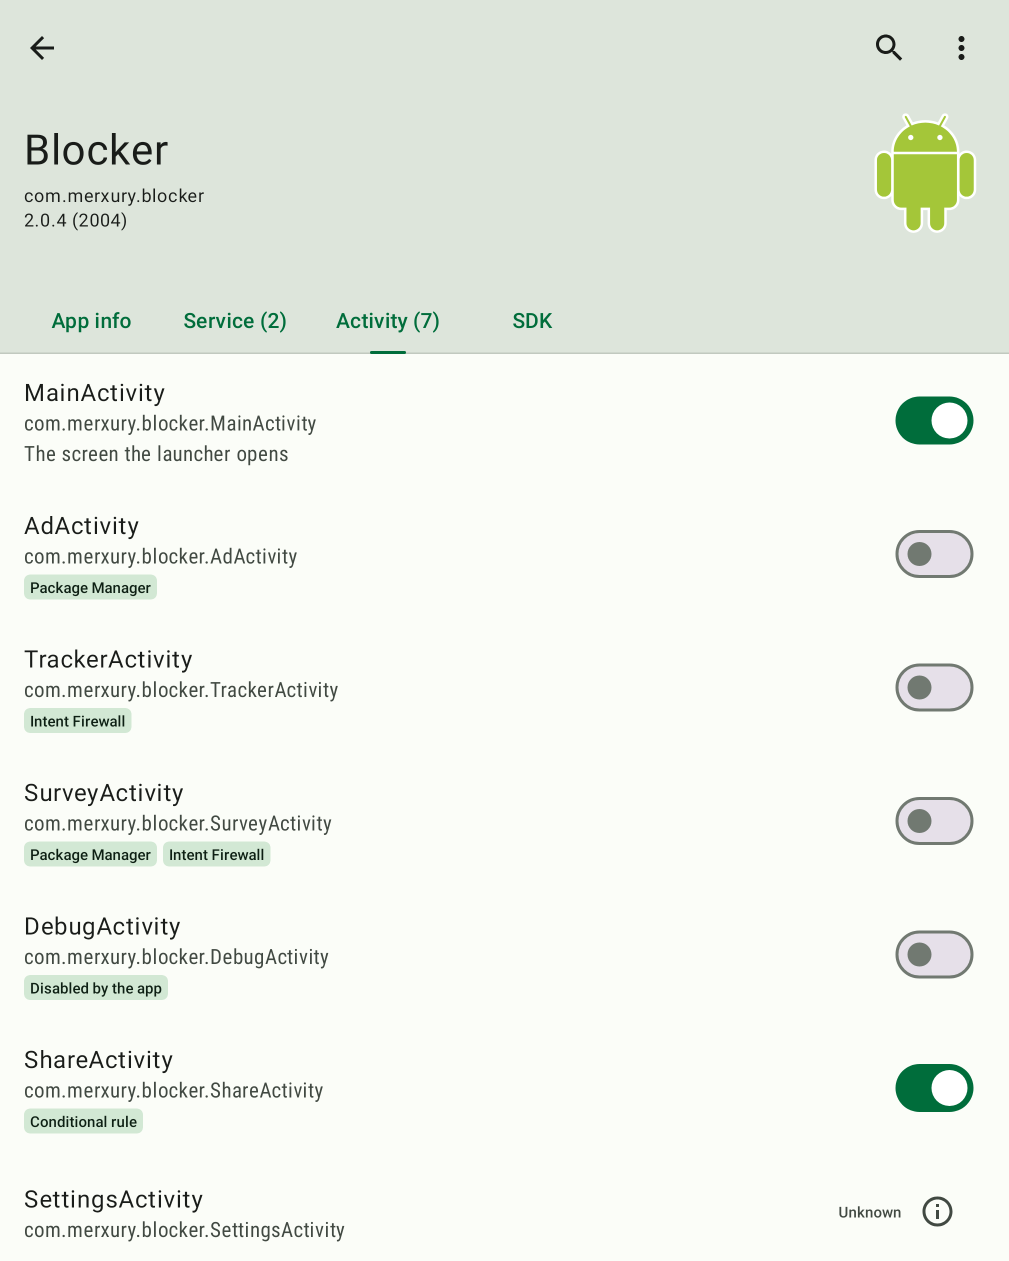 Blocker
com.merxury.blocker
2.0.4 (2004)
App info Service (2) Activity (7) SDK
MainActivity
com.merxury.blocker.MainActivity
The screen the launcher opens
AdActivity
com.merxury.blocker.AdActivity
Package Manager
TrackerActivity
com.merxury.blocker.TrackerActivity
Intent Firewall
SurveyActivity
com.merxury.blocker.SurveyActivity
Package Manager Intent Firewall
DebugActivity
com.merxury.blocker.DebugActivity
Disabled by the app
ShareActivity
com.merxury.blocker.ShareActivity
Conditional rule
SettingsActivity
com.merxury.blocker.SettingsActivity
Unknown